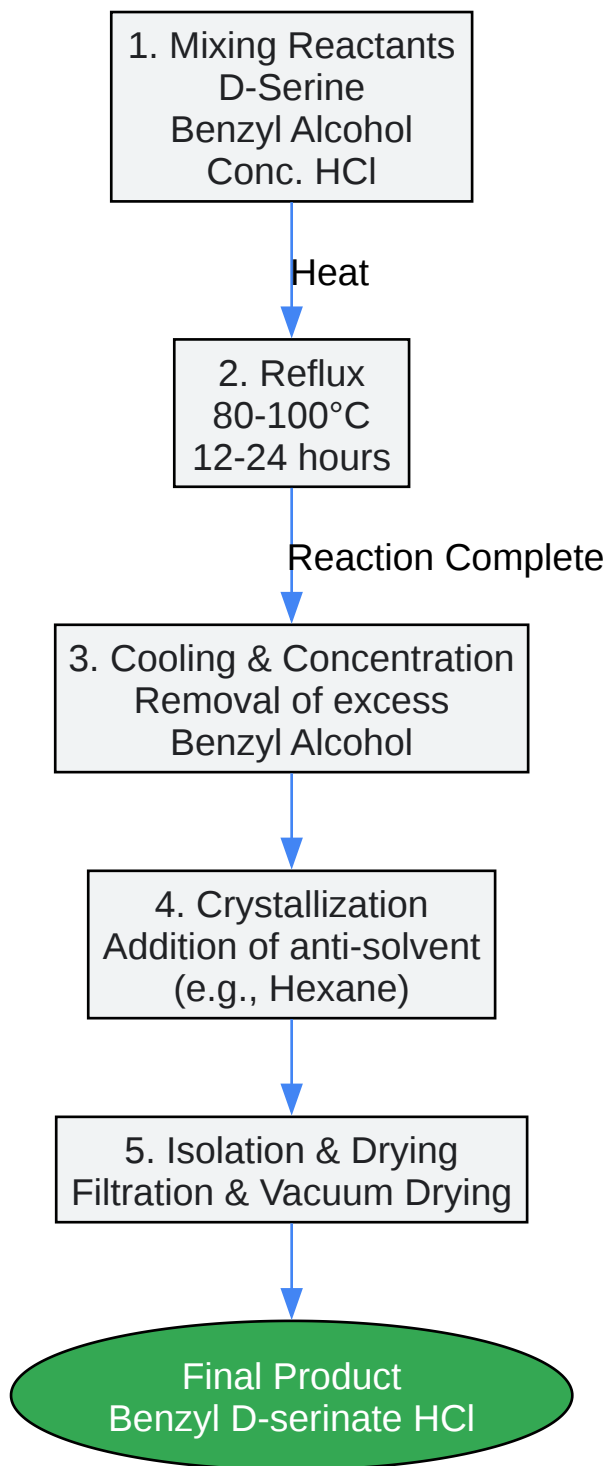 1. Mixing Reactants
D-Serine
Benzyl Alcohol
Conc. HCl
Heat
2. Reflux
80-100°C
12-24 hours
Reaction Complete
3. Cooling & Concentration
Removal of excess
Benzyl Alcohol
4. Crystallization
Addition of anti-solvent
(e.g., Hexane)
5. Isolation & Drying
Filtration & Vacuum Drying
Final Product
Benzyl D-serinate HCl